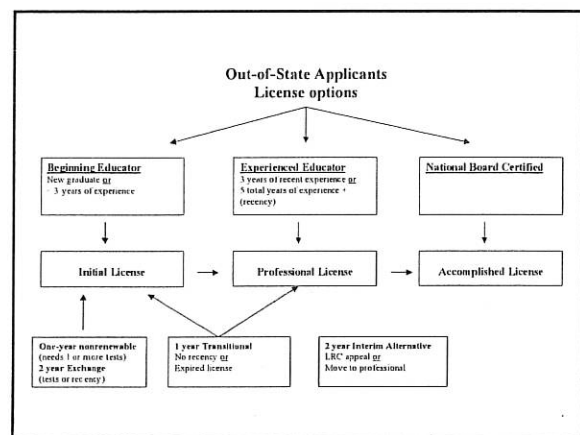 Out-of-State Applicants
License options
Beginning Educator
New graduate or
3 years of experience
Experienced Educator
3 years of recent experience or
5 total years of experience +
(recency)
National Board Certified
Initial License
Professional License
Accomplished License
One-year nonrenewable
(needs 1 or more tests)
2 year Exchange
(tests or recency)
1 year Transitional
No recency or
Expired license
2 year Interim Alternative
LRC appeal or
Move to professional